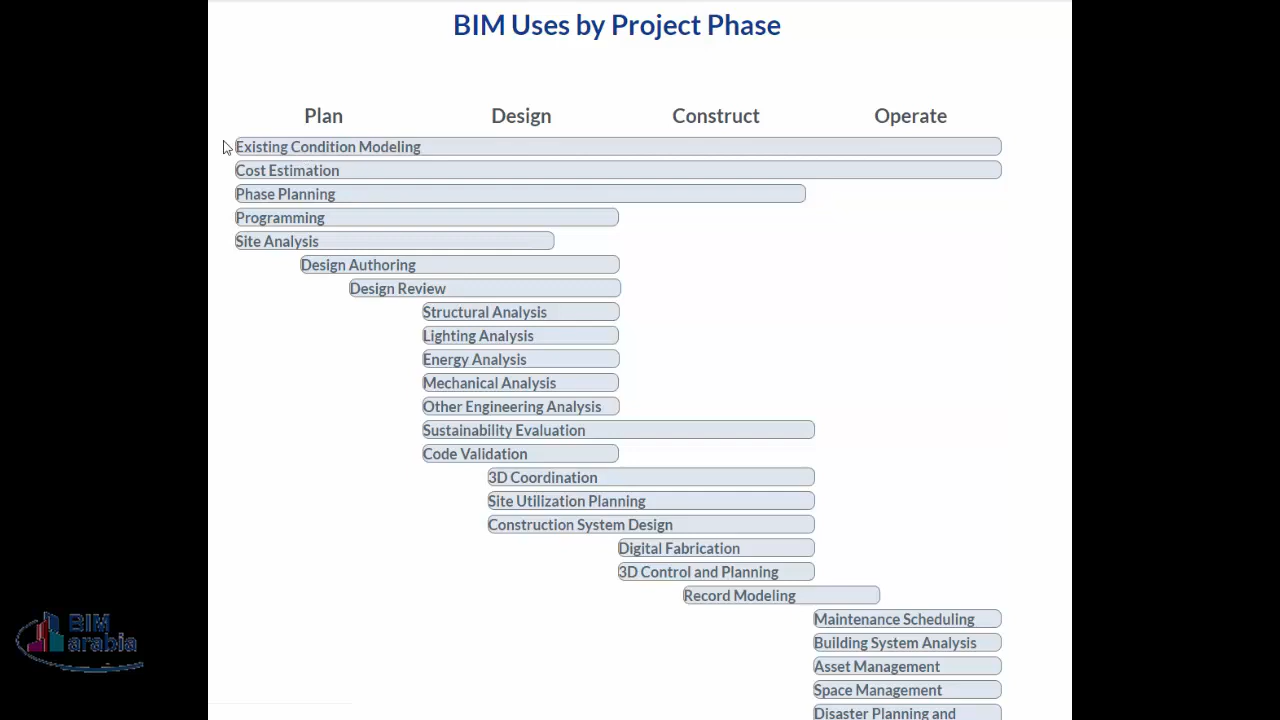 BIM Uses by Project Phase
Plan Design Construct Operate
Existing Condition Modeling
Cost Estimation
Phase Planning
Programming
Site Analysis
Design Authoring
Design Review
Structural Analysis
Lighting Analysis
Energy Analysis
Mechanical Analysis
Other Engineering Analysis
Sustainability Evaluation
Code Validation
3D Coordination
Site Utilization Planning
Construction System Design
Digital Fabrication
3D Control and Planning
Record Modeling
Maintenance Scheduling
Building System Analysis
Asset Management
Space Management
Disaster Planning and
BIM
arabia